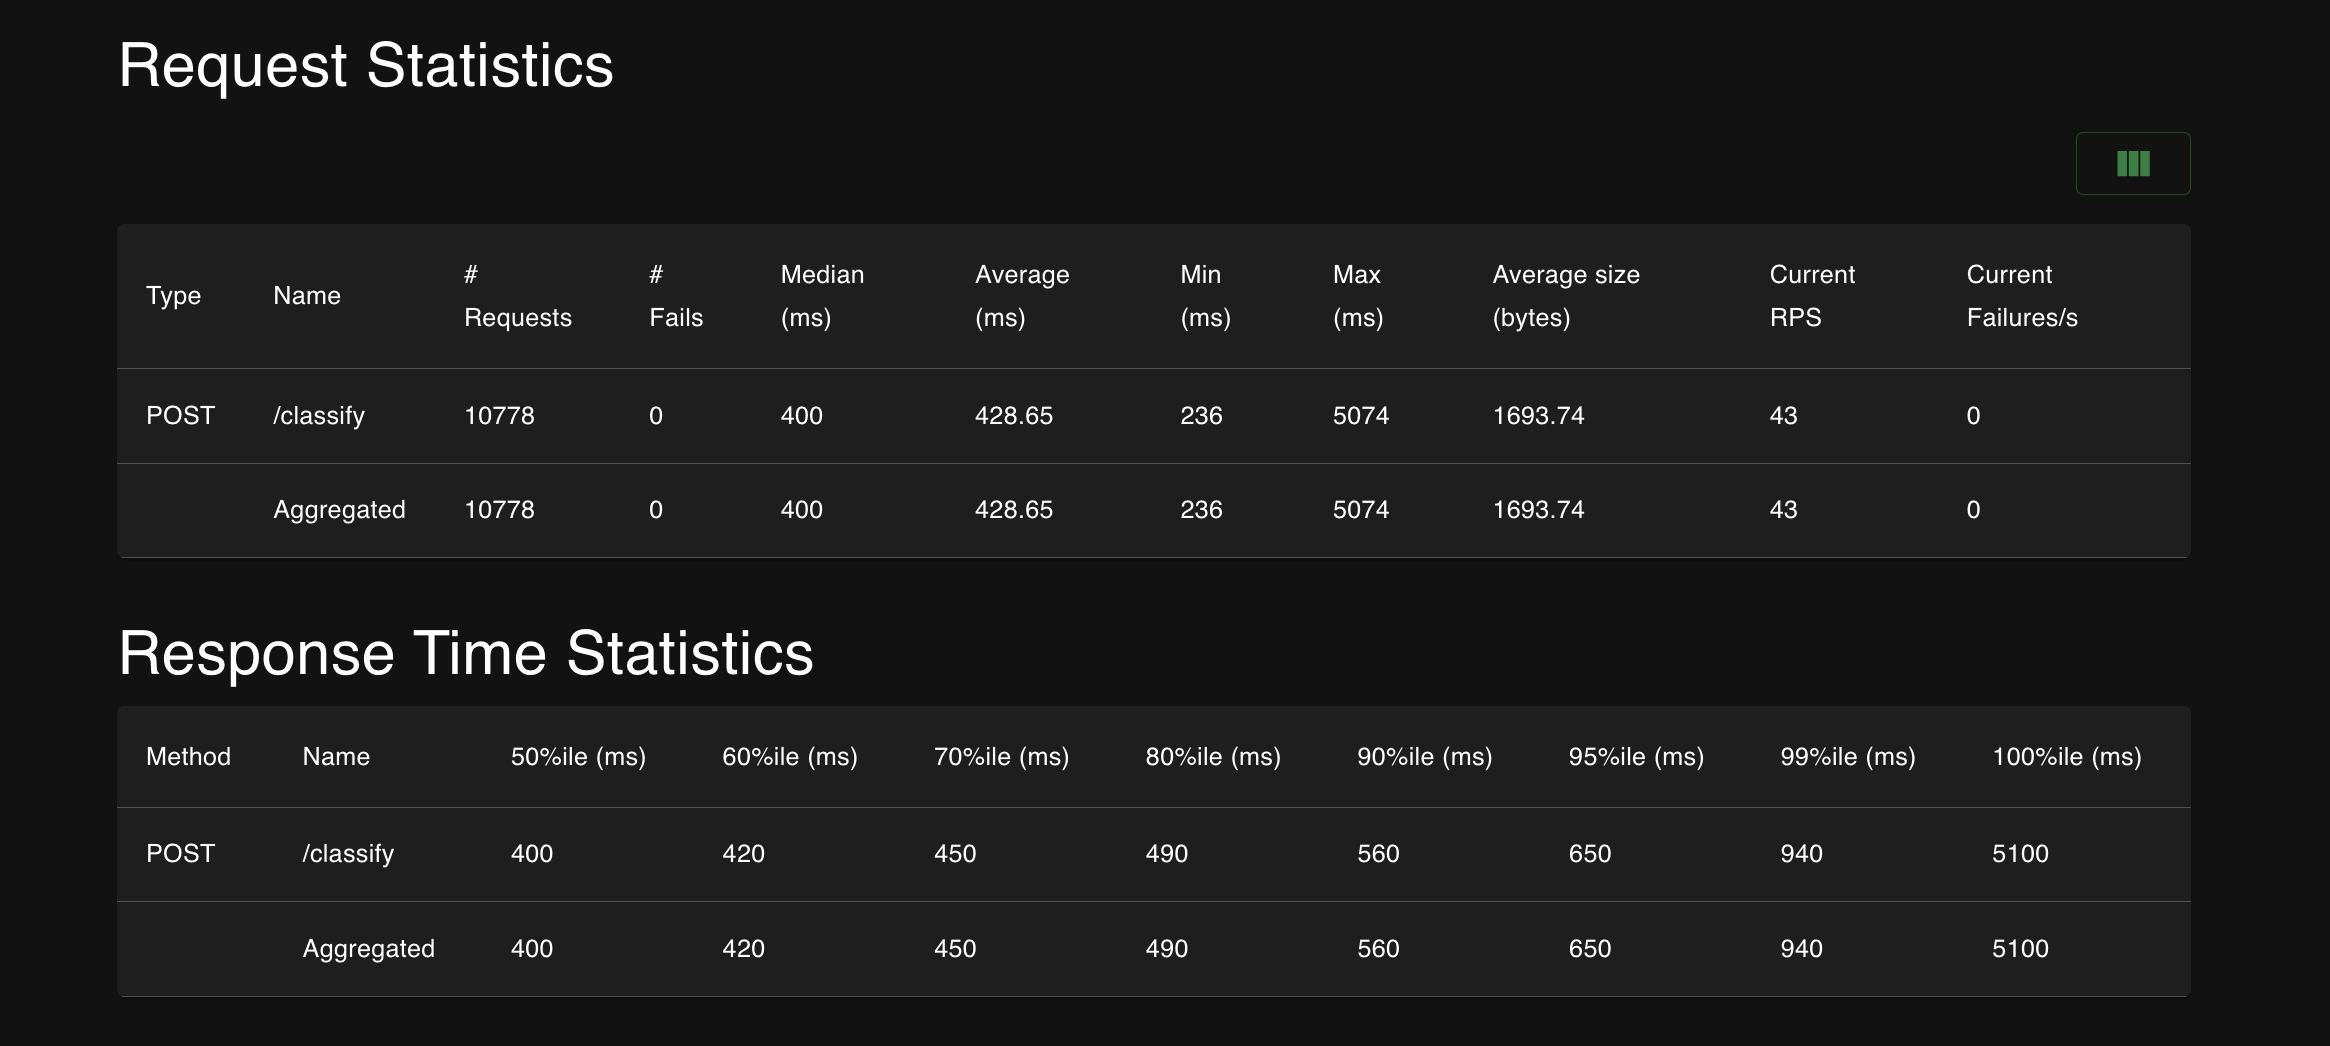 Request Statistics
Type Name # Requests # Fails Median (ms) Average (ms) Min (ms) Max (ms) Average size (bytes) Current RPS Current Failures/s
POST /classify 10778 0 400 428.65 236 5074 1693.74 43 0
Aggregated 10778 0 400 428.65 236 5074 1693.74 43 0
Response Time Statistics
Method Name 50%ile (ms) 60%ile (ms) 70%ile (ms) 80%ile (ms) 90%ile (ms) 95%ile (ms) 99%ile (ms) 100%ile (ms)
POST /classify 400 420 450 490 560 650 940 5100
Aggregated 400 420 450 490 560 650 940 5100